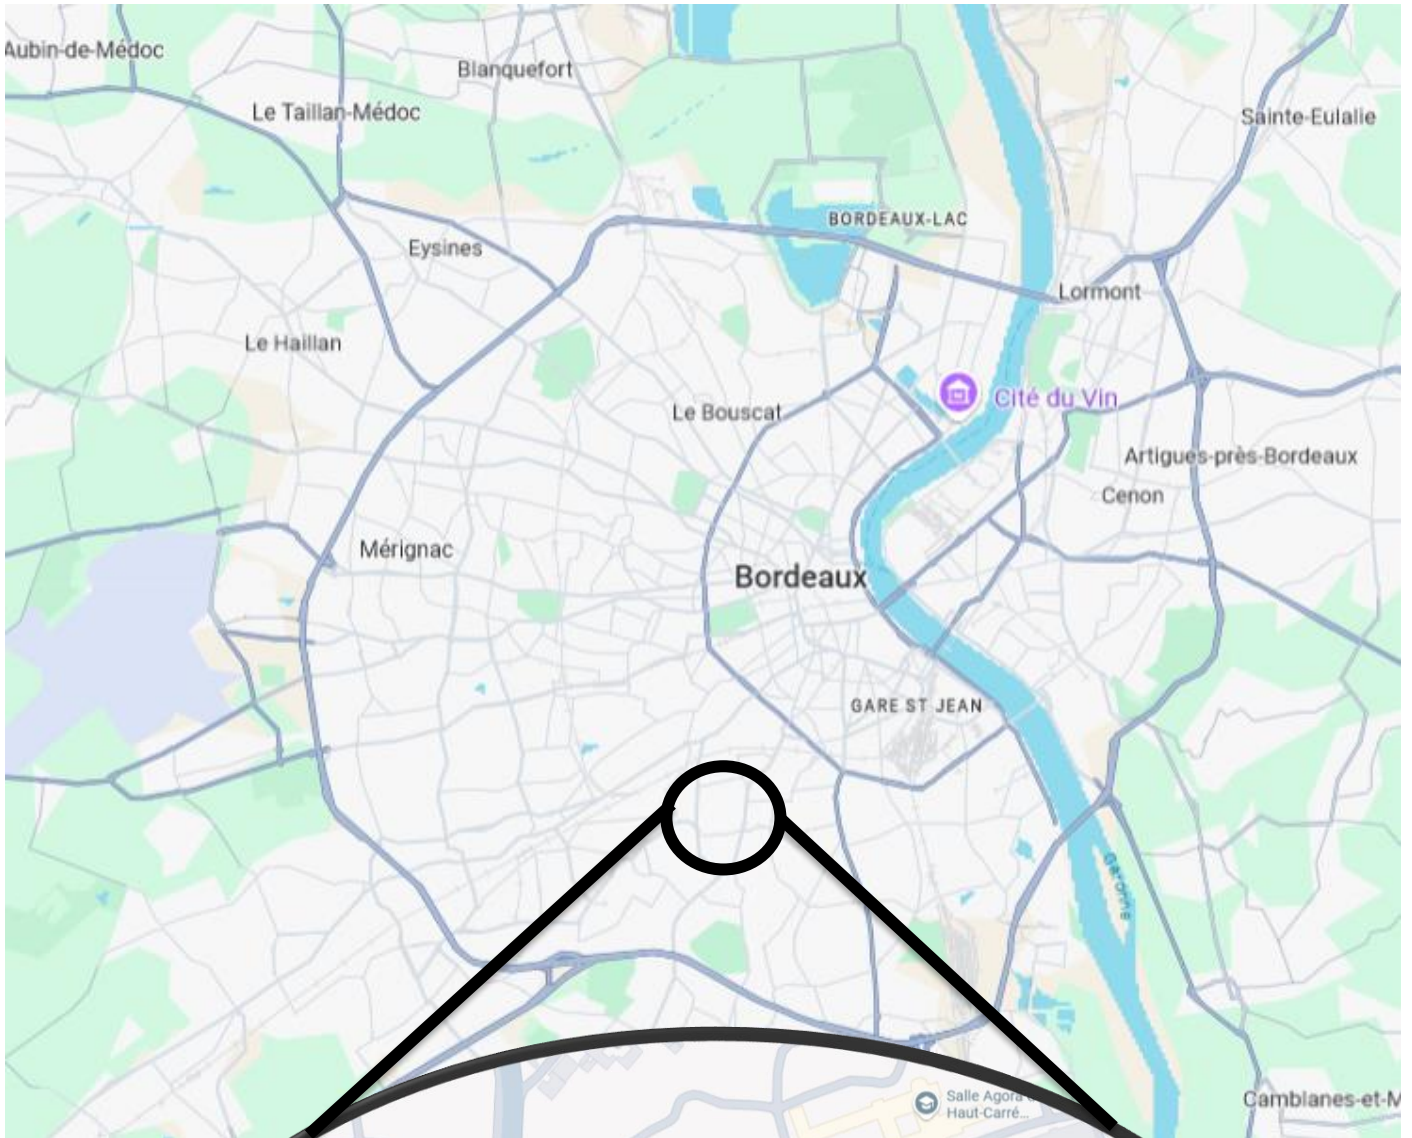 Aubin-de-Médoc
Blanquefort
Le Taillan-Médoc
Sainte-Eulalie
BORDEAUX-LAC
Eysines
Lormont
Le Haillan
Cité du Vin
Le Bouscat
Artigues-près-Bordeaux
Cenon
Mérignac
Bordeaux
GARE ST JEAN
Garonne
Salle Agora
Haut-Carré...
Camblanes-et-M